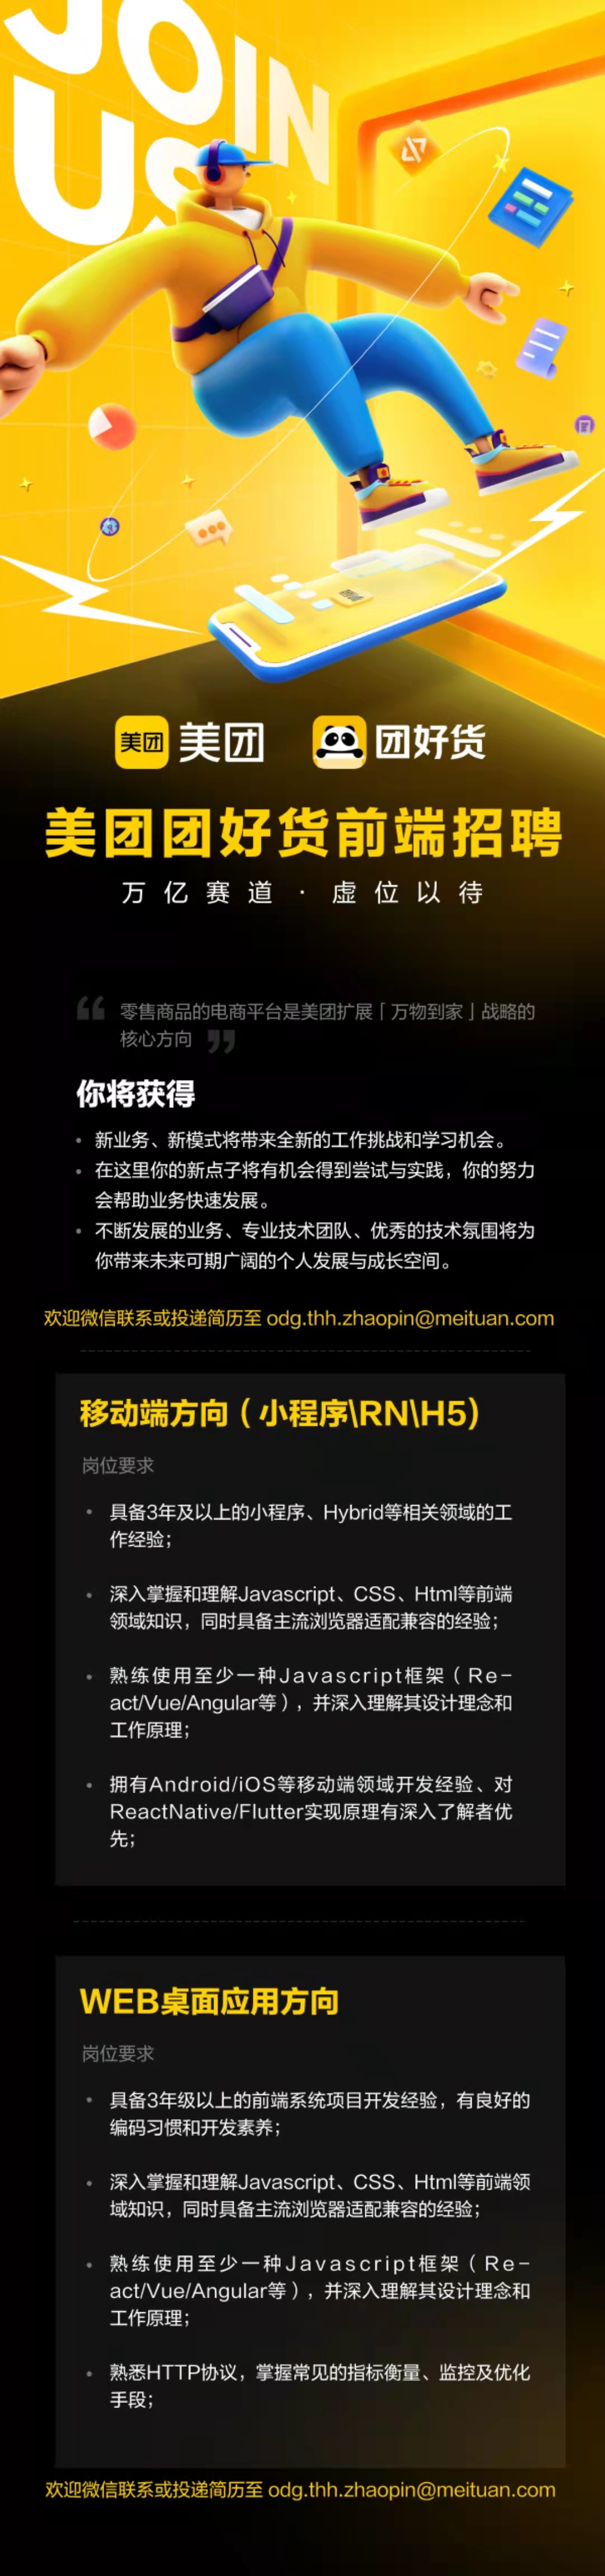 JOIN
US
美团 美团 团好货
美团团好货前端招聘
万亿赛道·虚位以待
“ 零售商品的电商平台是美团扩展「万物到家」战略的
核心方向 ”
你将获得
• 新业务、新模式将带来全新的工作挑战和学习机会。
• 在这里你的新点子将有机会得到尝试与实践，你的努力
会帮助业务快速发展。
• 不断发展的业务、专业技术团队、优秀的技术氛围将为
你带来未来可期广阔的个人发展与成长空间。
欢迎微信联系或投递简历至 odg.thh.zhaopin@meituan.com
移动端方向（小程序\RN\H5）
岗位要求
• 具备3年及以上的小程序、Hybrid等相关领域的工
作经验；
• 深入掌握和理解Javascript、CSS、Html等前端
领域知识，同时具备主流浏览器适配兼容的经验；
• 熟练使用至少一种Javascript框架（Re-
act/Vue/Angular等），并深入理解其设计理念和
工作原理；
• 拥有Android/iOS等移动端领域开发经验、对
ReactNative/Flutter实现原理有深入了解者优
先；
WEB桌面应用方向
岗位要求
• 具备3年级以上的前端系统项目开发经验，有良好的
编码习惯和开发素养；
• 深入掌握和理解Javascript、CSS、Html等前端领
域知识，同时具备主流浏览器适配兼容的经验；
• 熟练使用至少一种Javascript框架（Re-
act/Vue/Angular等），并深入理解其设计理念和
工作原理；
• 熟悉HTTP协议，掌握常见的指标衡量、监控及优化
手段；
欢迎微信联系或投递简历至 odg.thh.zhaopin@meituan.com